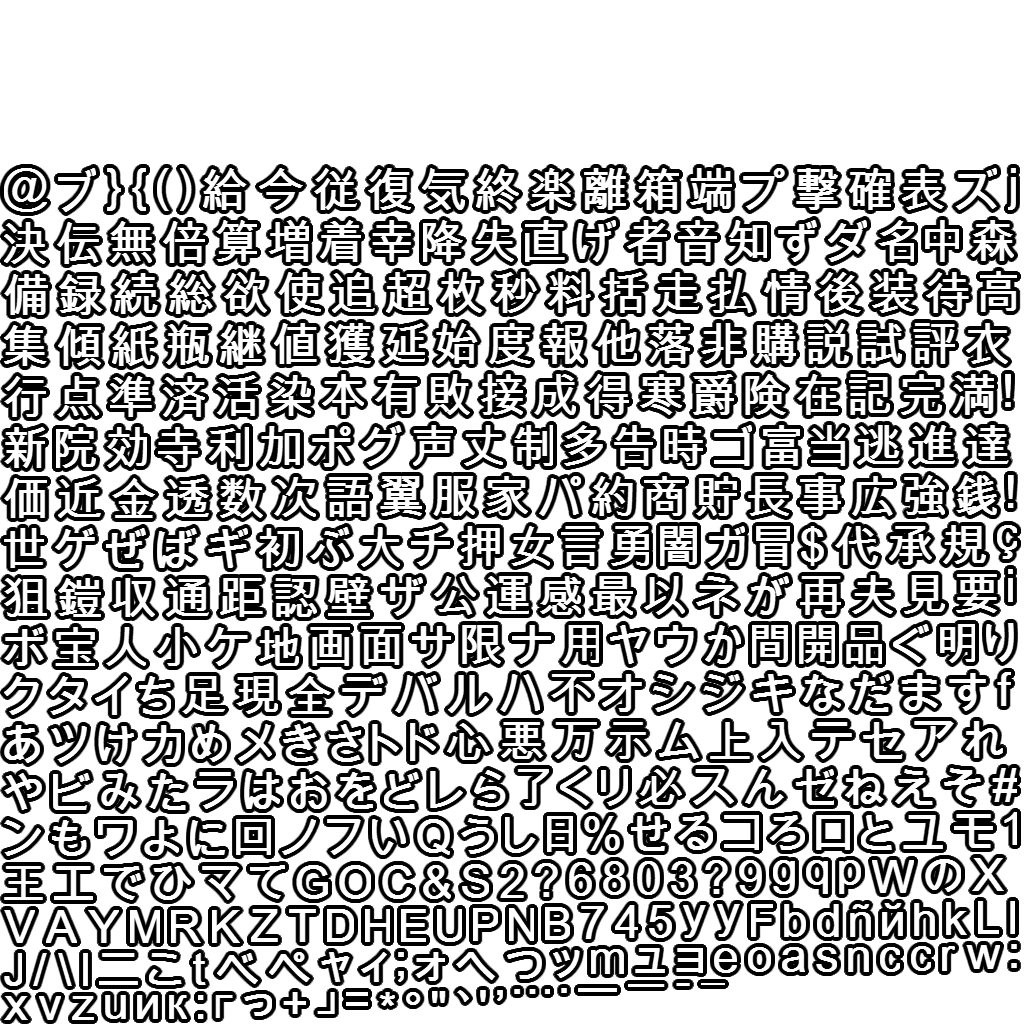 @ブ}{()給今従復気終楽離箱端プ撃確表ズj
決伝無倍算増着幸降失直げ者音知ずダ名中森
備録続総欲使追超枚秒料括走払情後装待高
集傾紙瓶継値獲延始度報他落非購説試評衣
行点準済活染本有敗接成得寒爵険在記完満!
新院効寺利加ポグ声丈制多告時ゴ富当逃進達
価近金透数次語翼服家パ約商貯長事広強銭!
世ゲぜばギ初ぶ大チ押女言勇闇ガ冒$代承規ç
狙鎧収通距認壁ザ公運感最以ネが再夫見要i
ボ宝人小ケ地画面サ限ナ用ヤウか間開品ぐ明り
クタイち足現全デバルハ不オシジキなだますf
あツけカめメきさトド心悪万示ム上入テセアれ
やビみたラはおをどレら了くリ必スんゼねえそ#
ンもワよに回ノフいQうし日%せるコろ口とユモ1
王エでひマてGOC&S2?6803?9gqpWのX
VAYMRKZTDHEUPNB745yуFbdñйhkLl
J/\|二こtベペャィ;ォへつッmュョeoasnccrw:
xvzuик:гっ+」=*°"、'',・.-..ー—-–